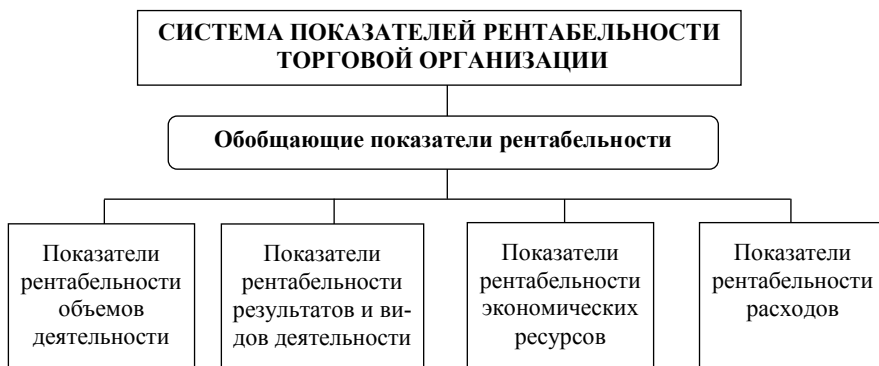 СИСТЕМА ПОКАЗАТЕЛЕЙ РЕНТАБЕЛЬНОСТИ
ТОРГОВОЙ ОРГАНИЗАЦИИ
Обобщающие показатели рентабельности
Показатели
рентабельности
объемов
деятельности
Показатели
рентабельности
результатов и ви-
дов деятельности
Показатели
рентабельности
экономических
ресурсов
Показатели
рентабельности
расходов